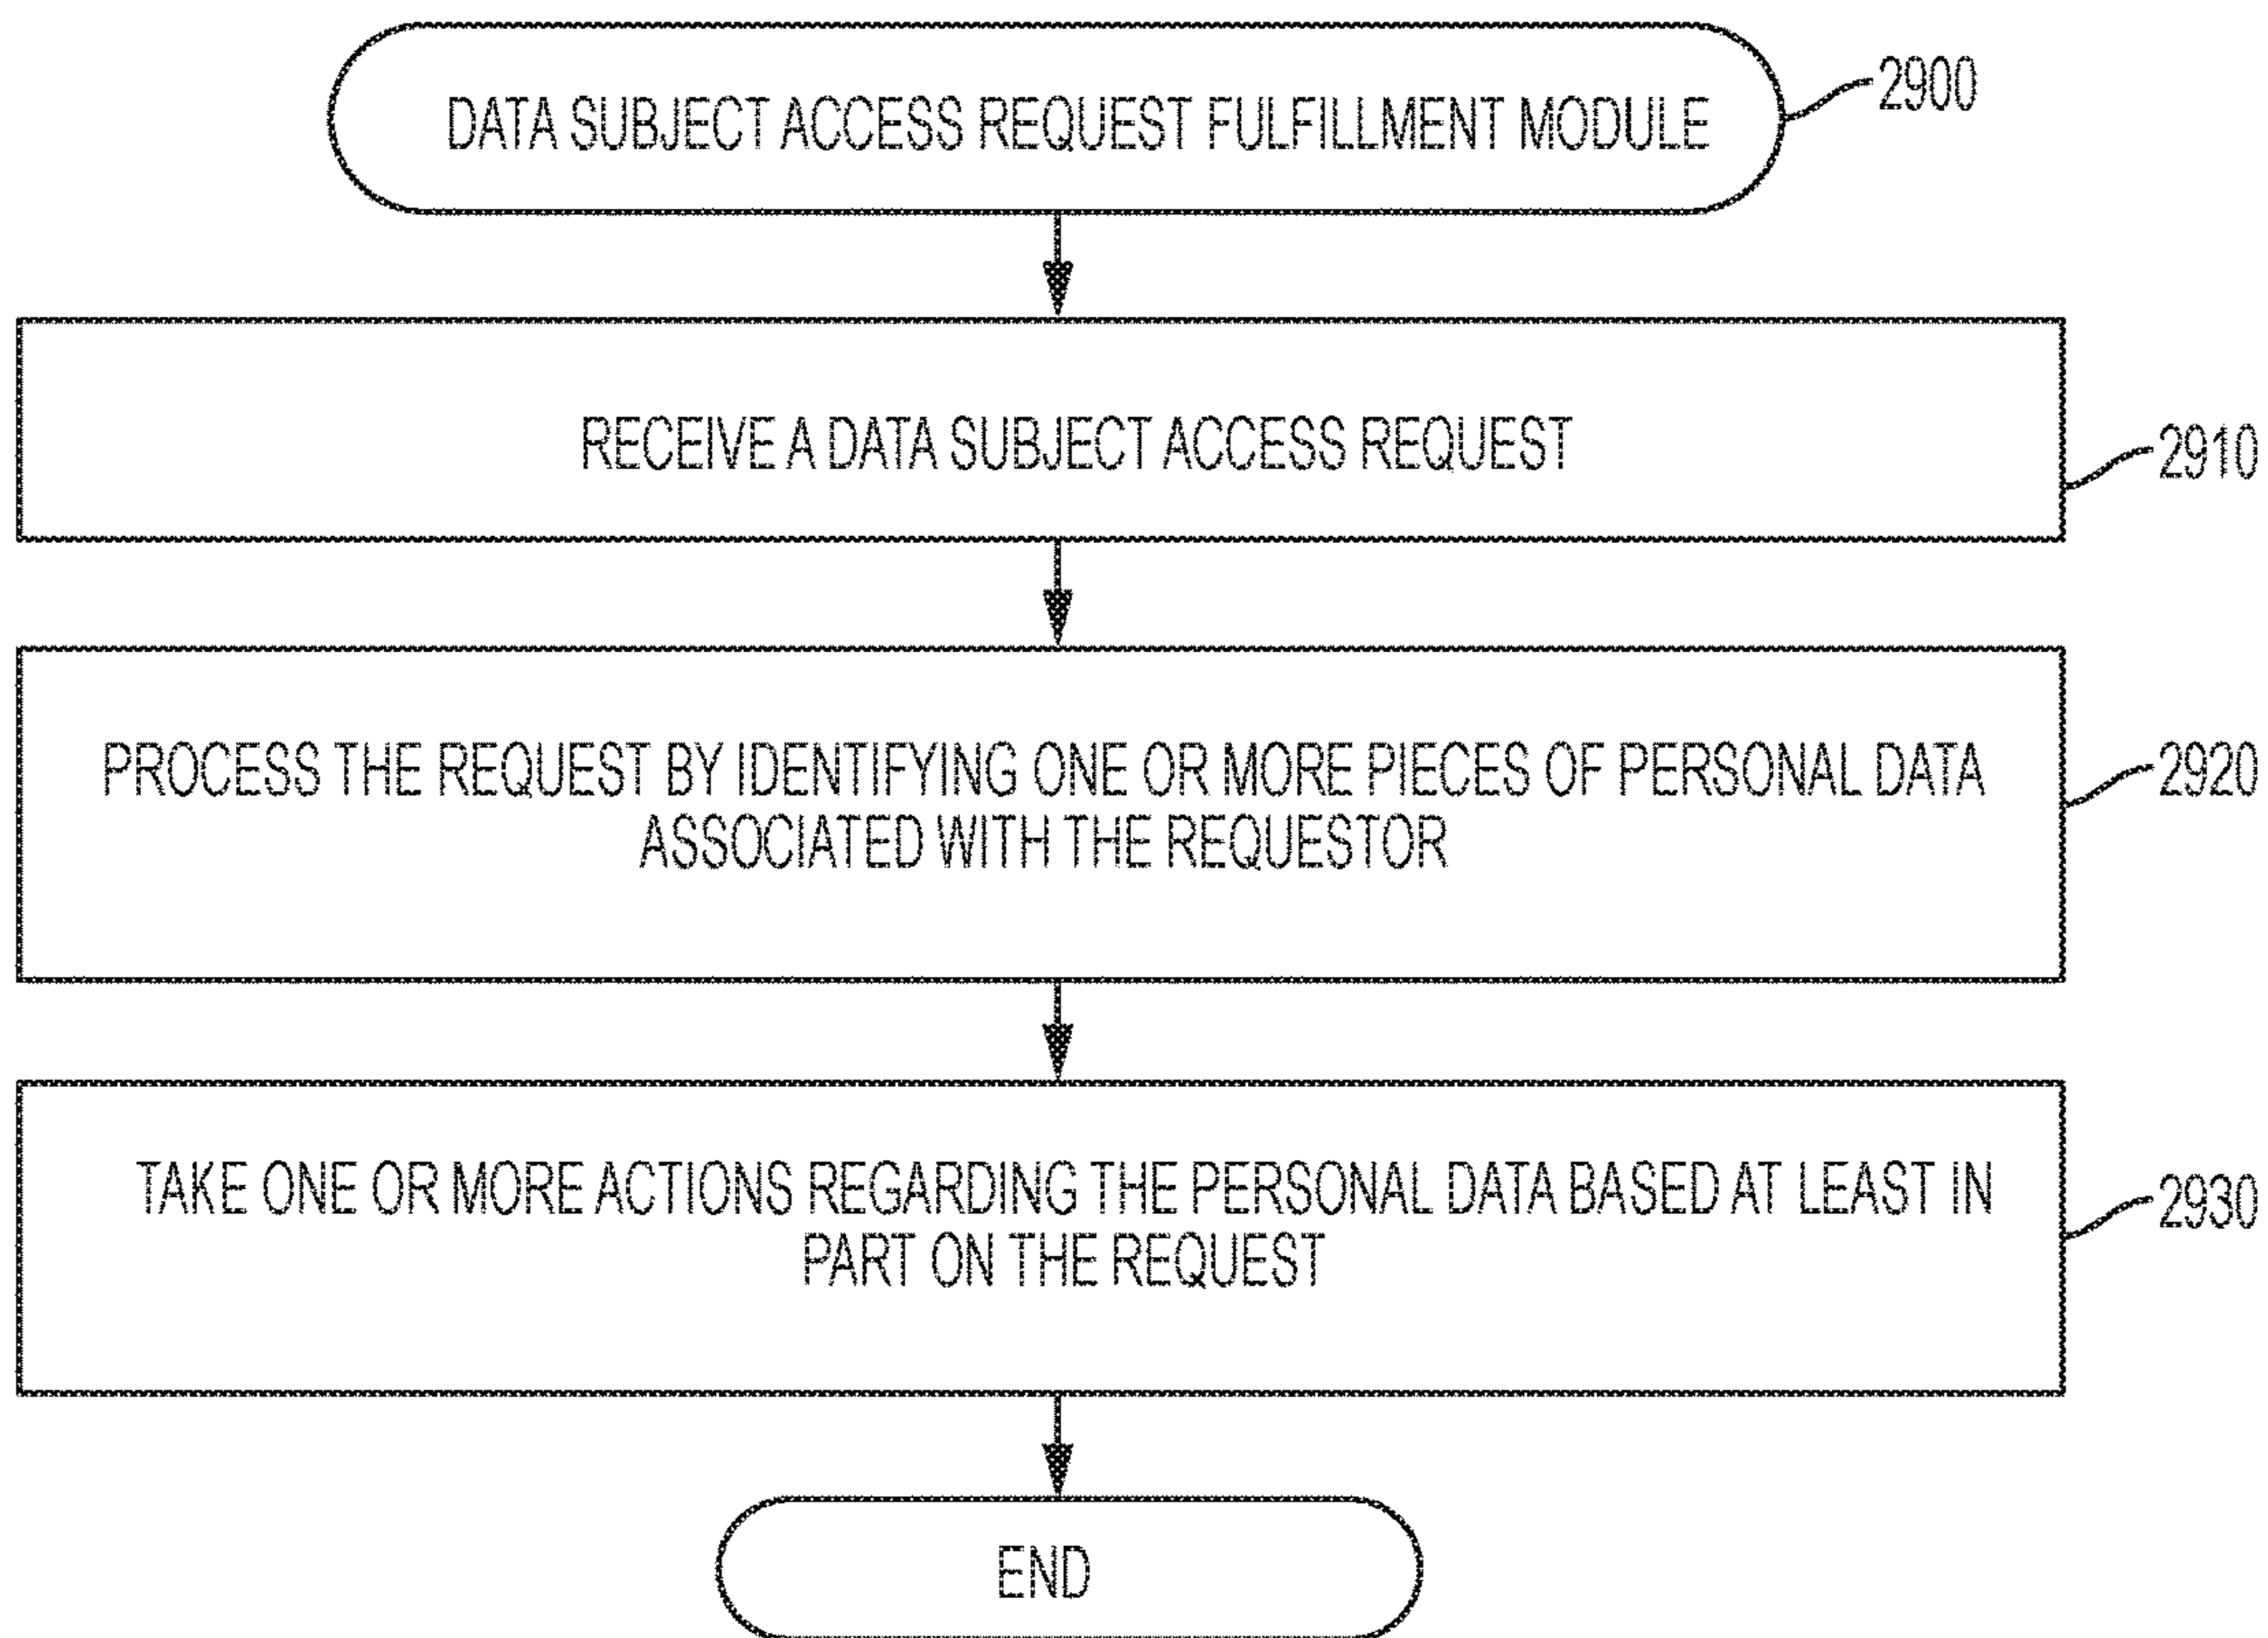 DATA SUBJECT ACCESS REQUEST FULFILLMENT MODULE
2900
RECEIVE A DATA SUBJECT ACCESS REQUEST
2910
PROCESS THE REQUEST BY IDENTIFYING ONE OR MORE PIECES OF PERSONAL DATA
ASSOCIATED WITH THE REQUESTOR
2920
TAKE ONE OR MORE ACTIONS REGARDING THE PERSONAL DATA BASED AT LEAST IN
PART ON THE REQUEST
2930
END